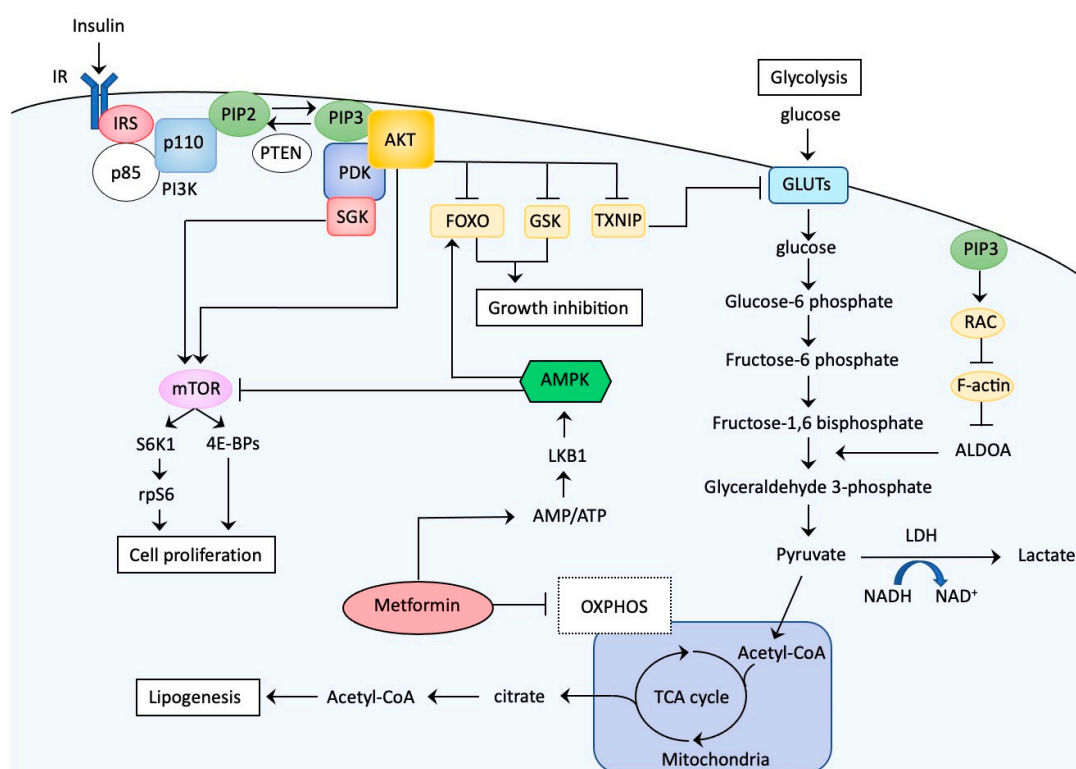 Insulin
IR
IRS
p85
p110
PI3K
PIP2
PTEN
PIP3
AKT
PDK
SGK
FOXO
GSK
TXNIP
Growth inhibition
Glycolysis
glucose
GLUTs
glucose
Glucose-6 phosphate
Fructose-6 phosphate
Fructose-1,6 bisphosphate
Glyceraldehyde 3-phosphate
Pyruvate
LDH
Lactate
NADH
NAD⁺
PIP3
RAC
F-actin
ALDOA
mTOR
S6K1
4E-BPs
rpS6
Cell proliferation
AMPK
LKB1
AMP/ATP
Metformin
OXPHOS
Acetyl-CoA
TCA cycle
Mitochondria
citrate
Acetyl-CoA
Lipogenesis